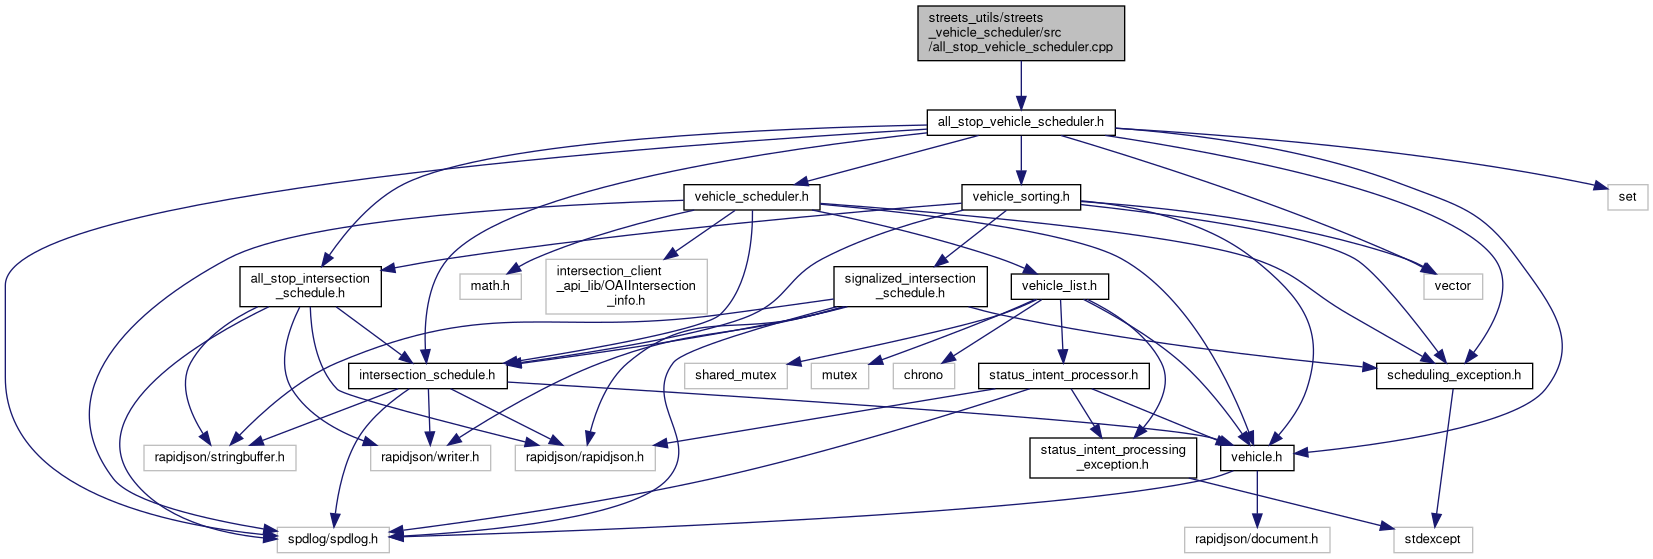 streets_utils/streets
_vehicle_scheduler/src
/all_stop_vehicle_scheduler.cpp
all_stop_vehicle_scheduler.h
vehicle_scheduler.h
vehicle_sorting.h
set
all_stop_intersection
_schedule.h
math.h
intersection_client
_api_lib/OAIIntersection
_info.h
signalized_intersection
_schedule.h
vehicle_list.h
vector
intersection_schedule.h
shared_mutex
mutex
chrono
status_intent_processor.h
scheduling_exception.h
rapidjson/stringbuffer.h
rapidjson/writer.h
rapidjson/rapidjson.h
status_intent_processing
_exception.h
vehicle.h
spdlog/spdlog.h
rapidjson/document.h
stdexcept